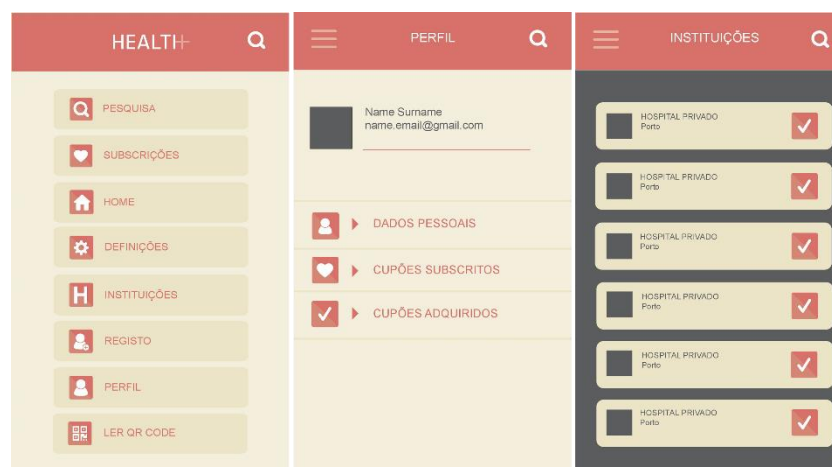 HEALTH
PESQUISA
SUBSCRIÇÕES
HOME
DEFINIÇÕES
INSTITUIÇÕES
REGISTO
PERFIL
LER QR CODE
PERFIL
Name Surname
name.email@gmail.com
DADOS PESSOAIS
CUPÕES SUBSCRITOS
CUPÕES ADQUIRIDOS
INSTITUIÇÕES
HOSPITAL PRIVADO
Porto
HOSPITAL PRIVADO
Porto
HOSPITAL PRIVADO
Porto
HOSPITAL PRIVADO
Porto
HOSPITAL PRIVADO
Porto
HOSPITAL PRIVADO
Porto